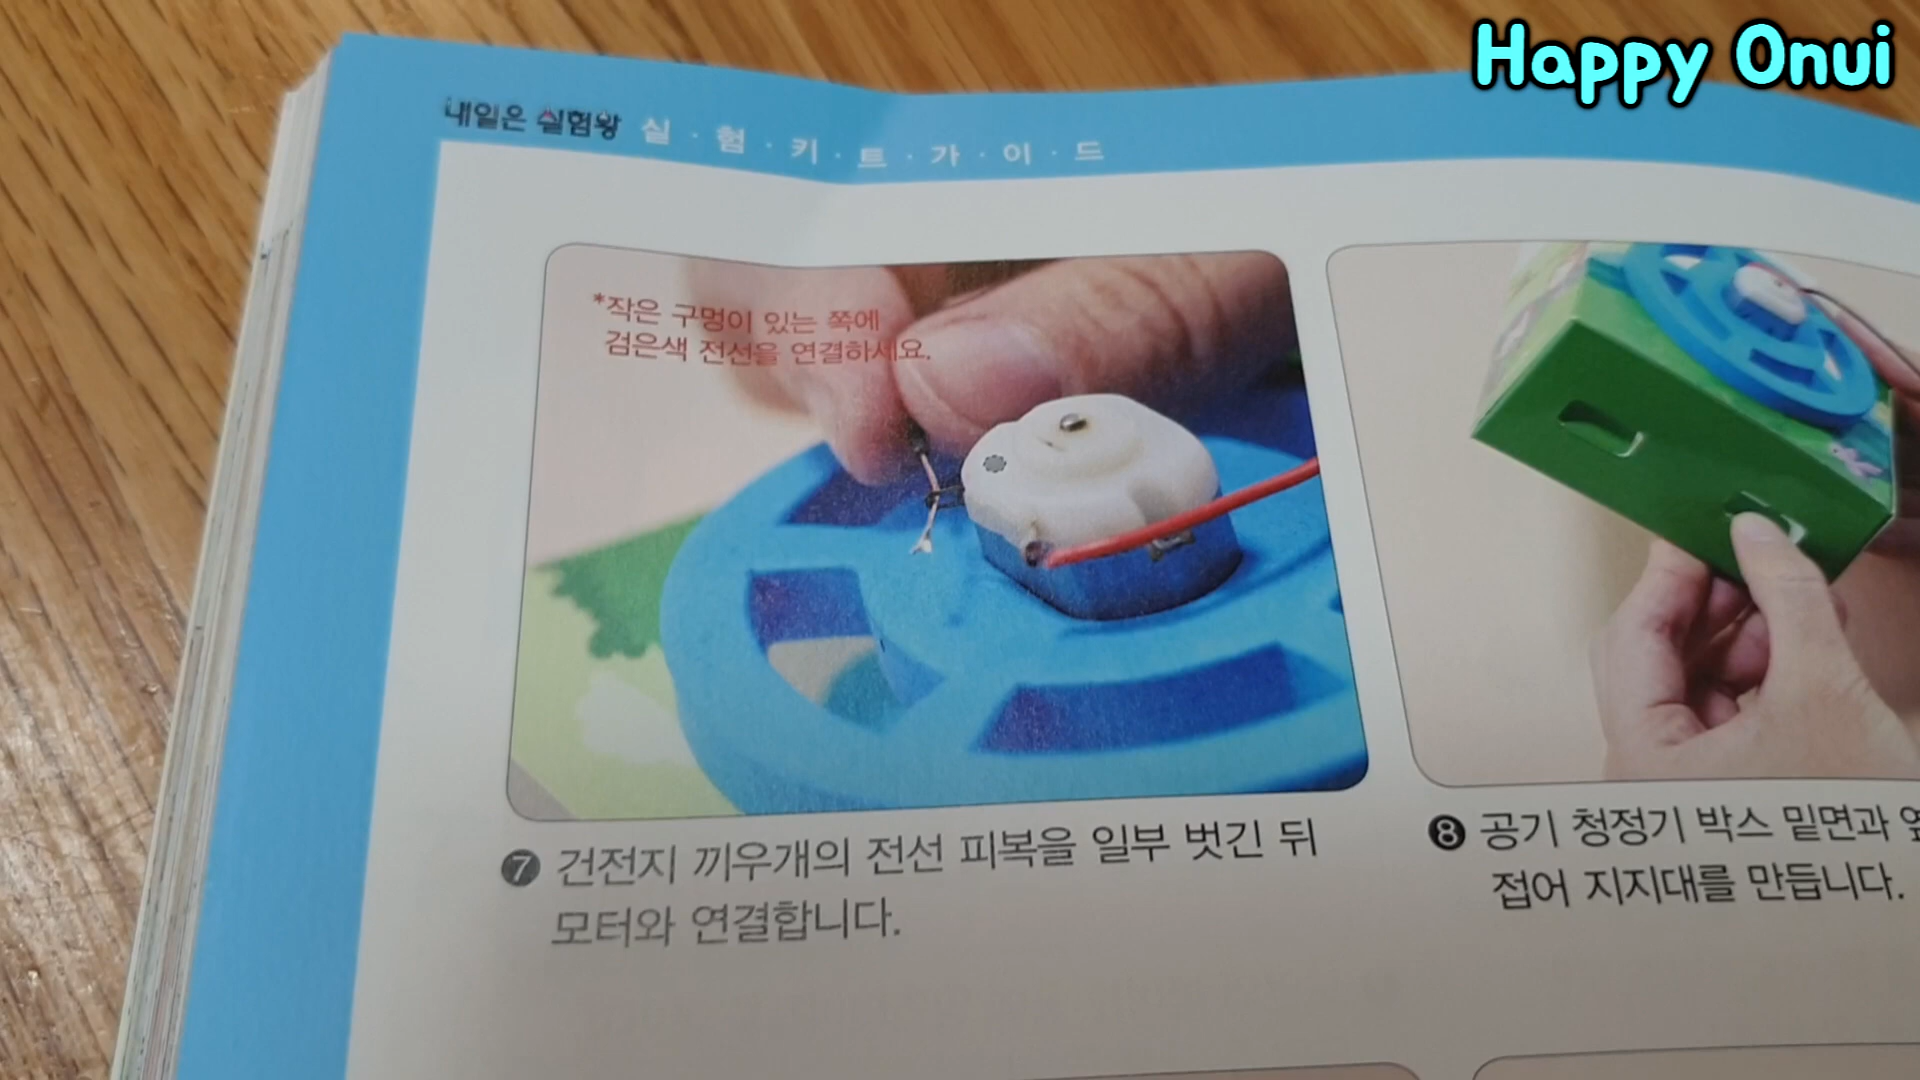 Happy Onui
내일은 실험왕 실·험·키·트·가·이·드
*작은 구멍이 있는 쪽에
검은색 전선을 연결하세요.
❼ 건전지 끼우개의 전선 피복을 일부 벗긴 뒤
모터와 연결합니다.
❽ 공기 청정기 박스 밑면과
접어 지지대를 만듭니다.